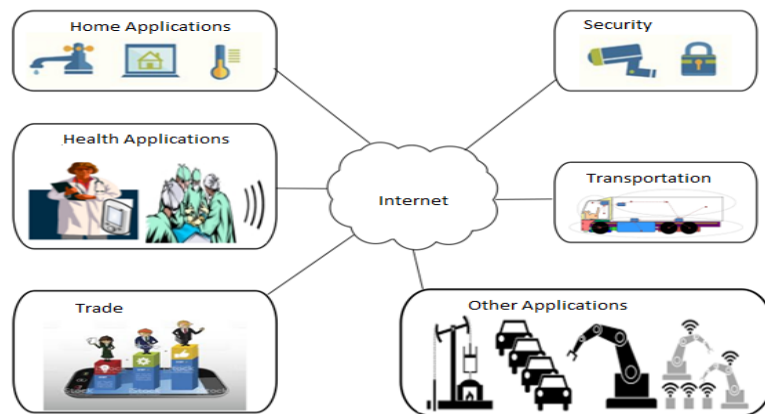 Home Applications
Security
Health Applications
Transportation
Internet
Trade
Other Applications